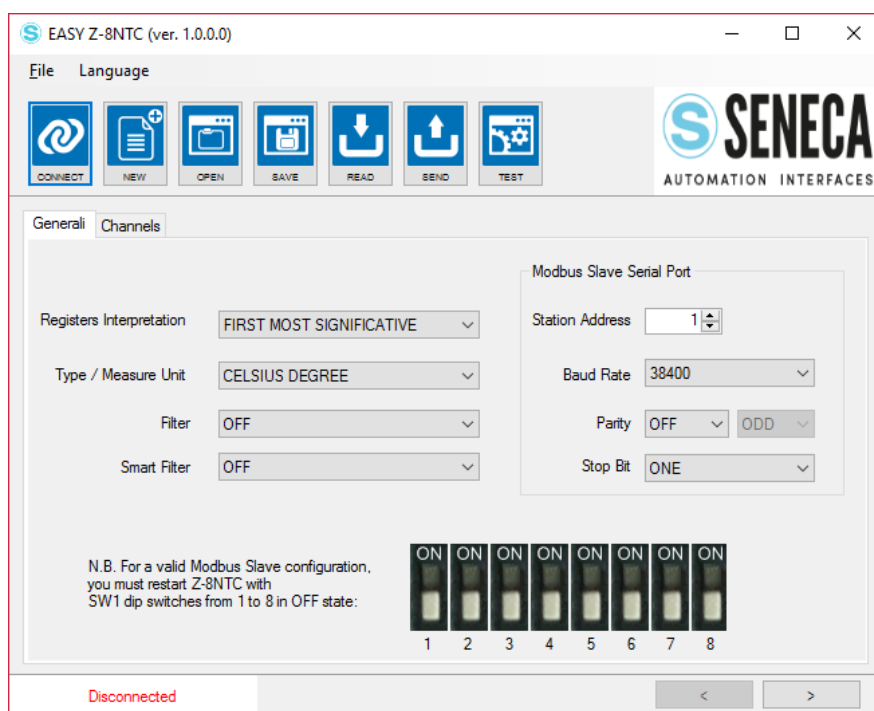 EASY Z-8NTC (ver. 1.0.0.0)
File Language
CONNECT NEW OPEN SAVE READ SEND TEST
S SENECA
AUTOMATION INTERFACES
Generali Channels
Modbus Slave Serial Port
Registers Interpretation FIRST MOST SIGNIFICATIVE
Station Address 1
Type / Measure Unit CELSIUS DEGREE
Baud Rate 38400
Filter OFF
Parity OFF ODD
Smart Filter OFF
Stop Bit ONE
N.B. For a valid Modbus Slave configuration,
you must restart Z-8NTC with
SW1 dip switches from 1 to 8 in OFF state:
ON ON ON ON ON ON ON ON
1 2 3 4 5 6 7 8
Disconnected
< >